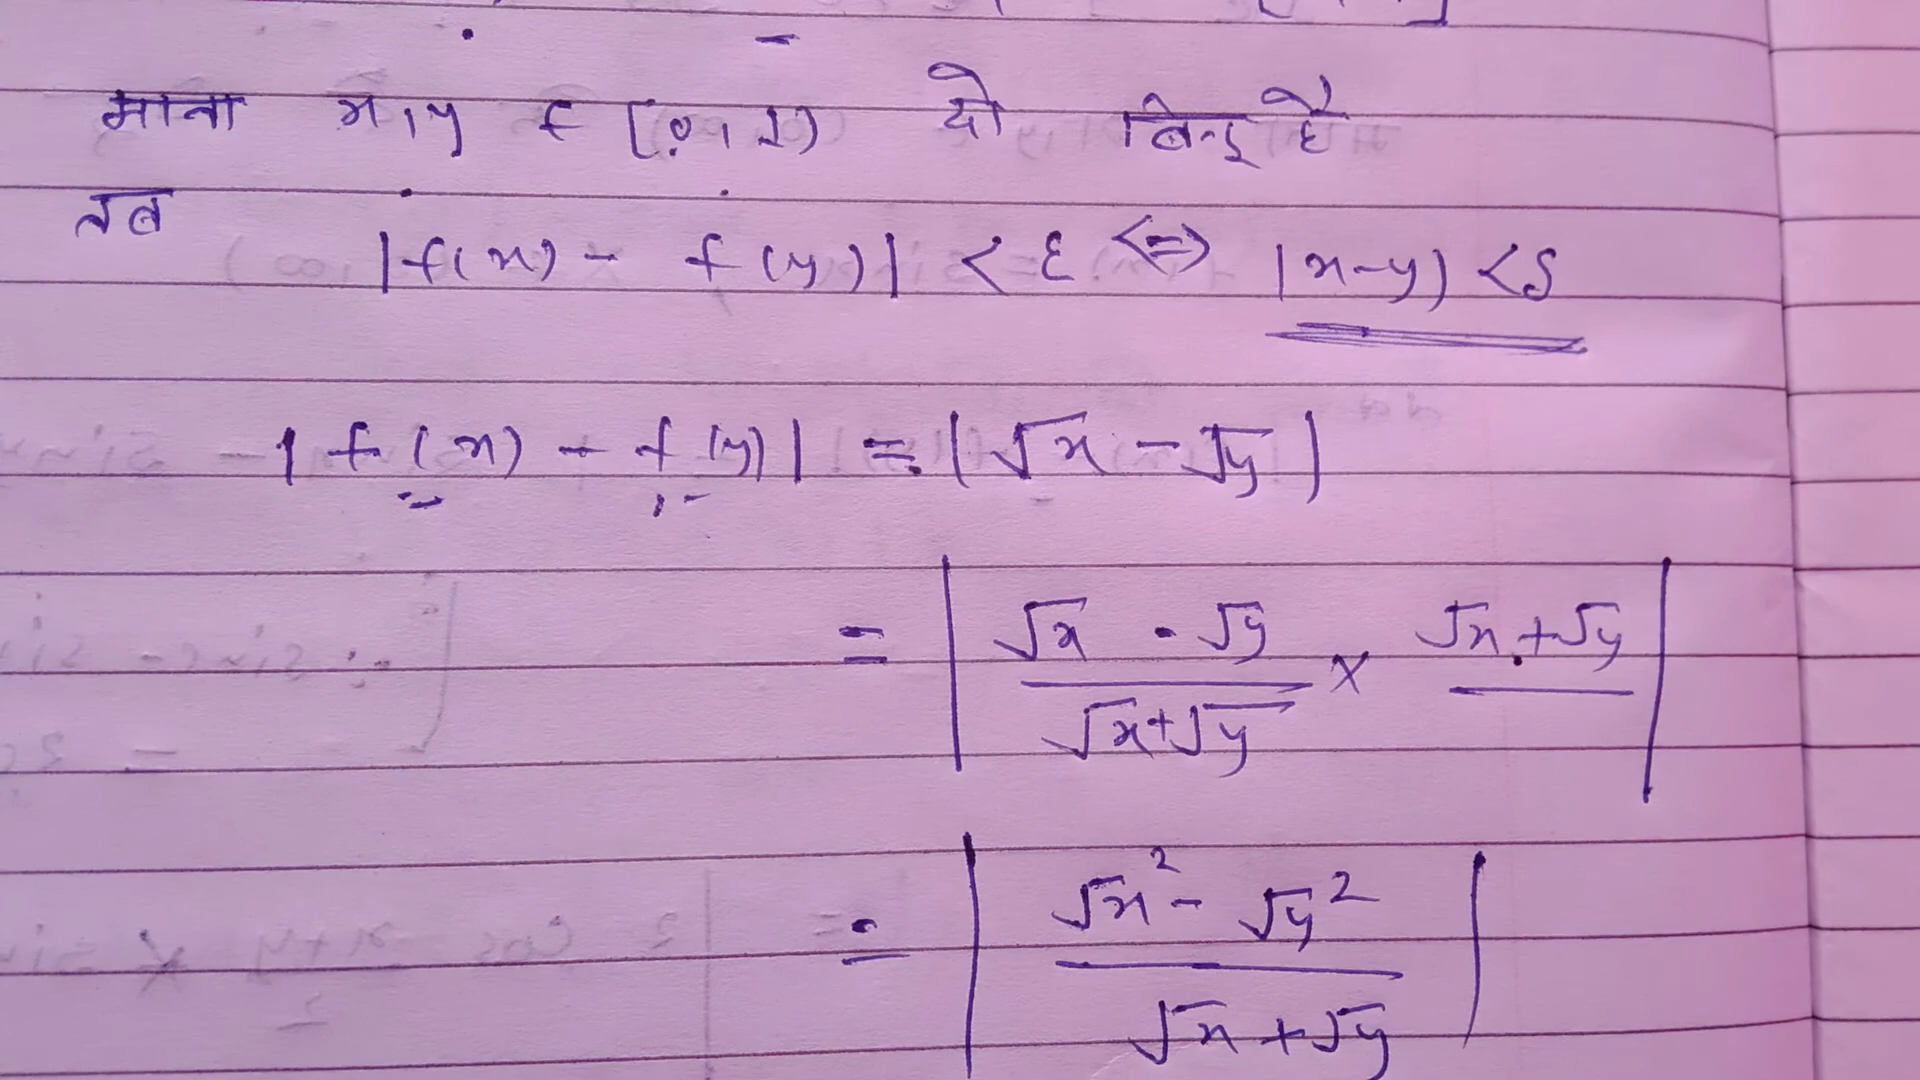 माना x, y ∈ [0, 1) दो बिन्दु है
तब
|f(x) - f(y)| < ε <=> |x-y) < δ
|f(x) - f(y)| = |√x - √y|
= | (√x - √y)/(√x+√y) × √x+√y |
= | (√x² - √y²)/(√x+√y) |